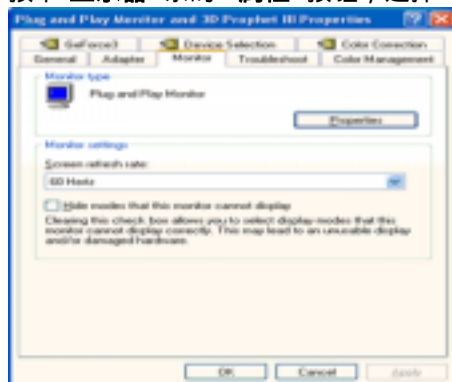 Plug and Play Monitor and 3D Prophet III Properties
GeForce3 Device Selection Color Correction
General Adapter Monitor Troubleshoot Color Management
Monitor type
Plug and Play Monitor
Properties
Monitor settings
Screen refresh rate:
60 Hertz
Hide modes that this monitor cannot display
Clearing this check box allows you to select display modes that this
monitor cannot display correctly. This may lead to an unusable display
and/or damaged hardware.
OK Cancel Apply